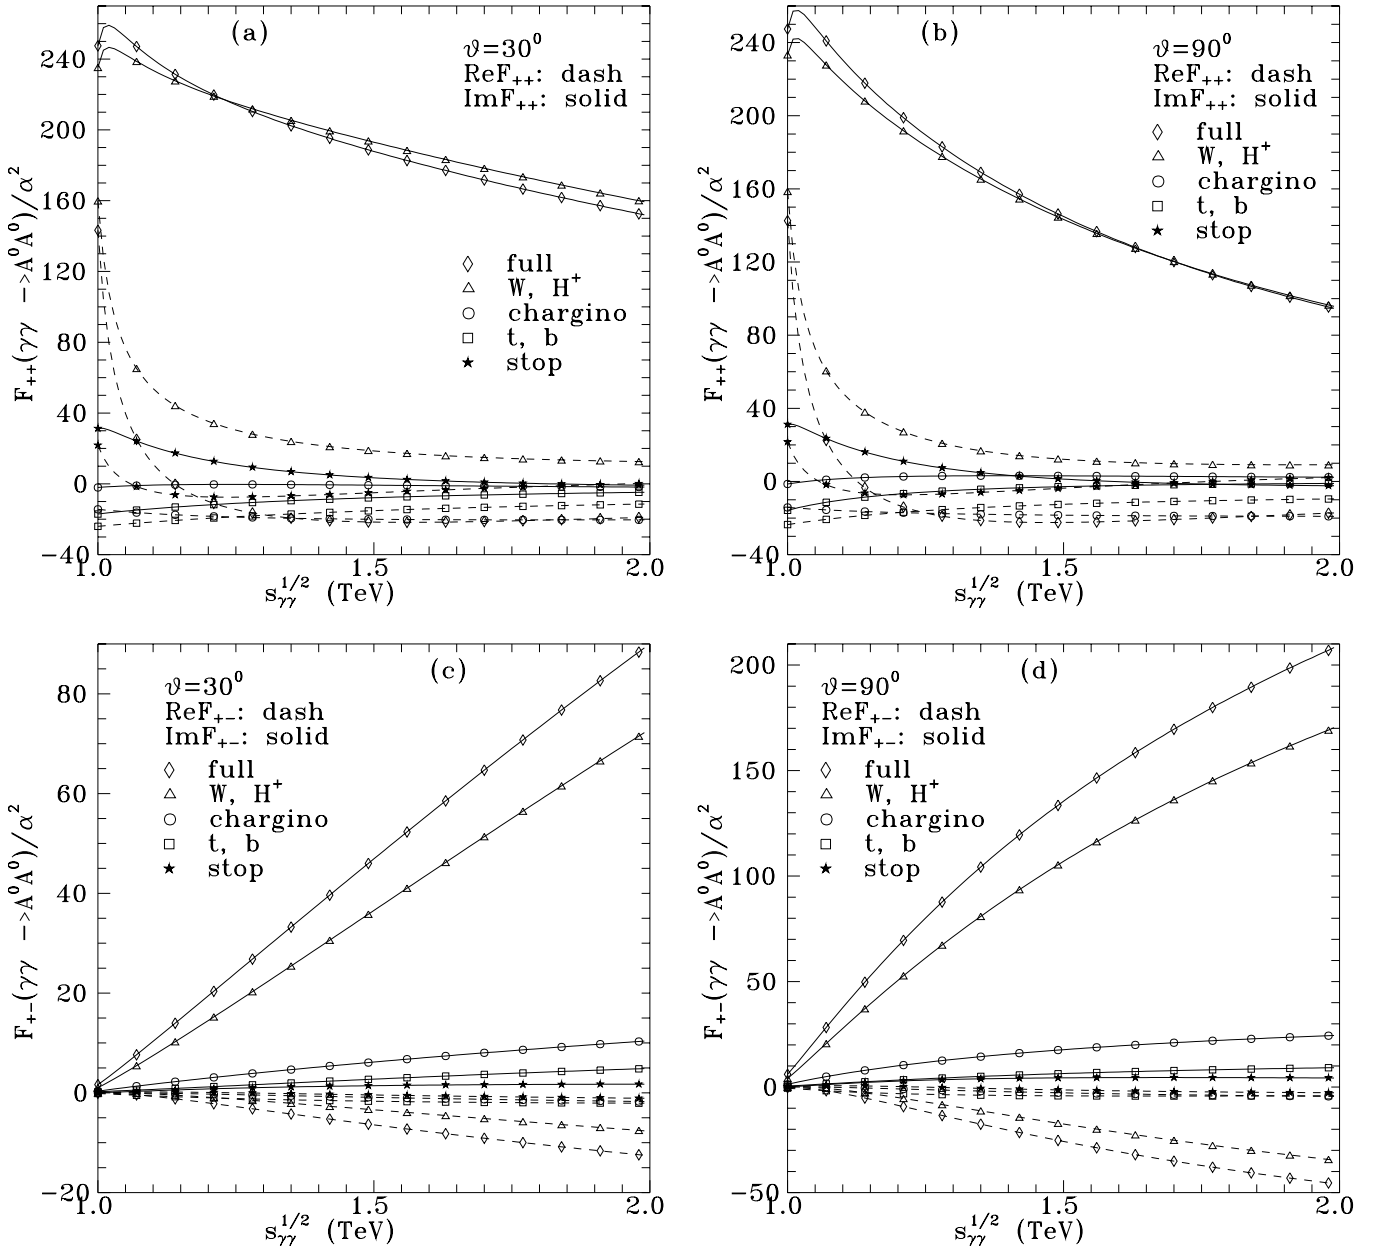 (a)
ϑ=30⁰
ReF₊₊: dash
ImF₊₊: solid
full
W, H⁺
chargino
t, b
stop
240
200
160
120
80
40
0
−40
1.0
1.5
2.0
F₊₊(γγ −>A⁰A⁰)/α²
s_γγ^1/2 (TeV)
(b)
ϑ=90⁰
ReF₊₊: dash
ImF₊₊: solid
full
W, H⁺
chargino
t, b
stop
240
200
160
120
80
40
0
−40
1.0
1.5
2.0
F₊₊(γγ −>A⁰A⁰)/α²
s_γγ^1/2 (TeV)
(c)
ϑ=30⁰
ReF₊₋: dash
ImF₊₋: solid
full
W, H⁺
chargino
t, b
stop
80
60
40
20
0
−20
1.0
1.5
2.0
F₊₋(γγ −>A⁰A⁰)/α²
s_γγ^1/2 (TeV)
(d)
ϑ=90⁰
ReF₊₋: dash
ImF₊₋: solid
full
W, H⁺
chargino
t, b
stop
200
150
100
50
0
−50
1.0
1.5
2.0
F₊₋(γγ −>A⁰A⁰)/α²
s_γγ^1/2 (TeV)